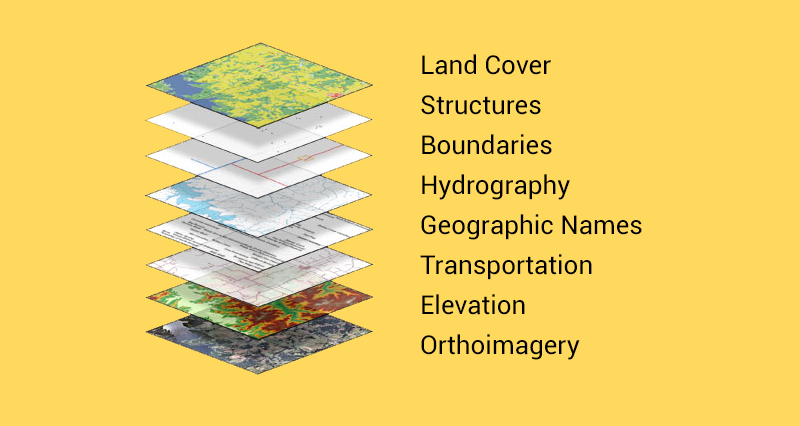 Land Cover
Structures
Boundaries
Hydrography
Geographic Names
Transportation
Elevation
Orthoimagery